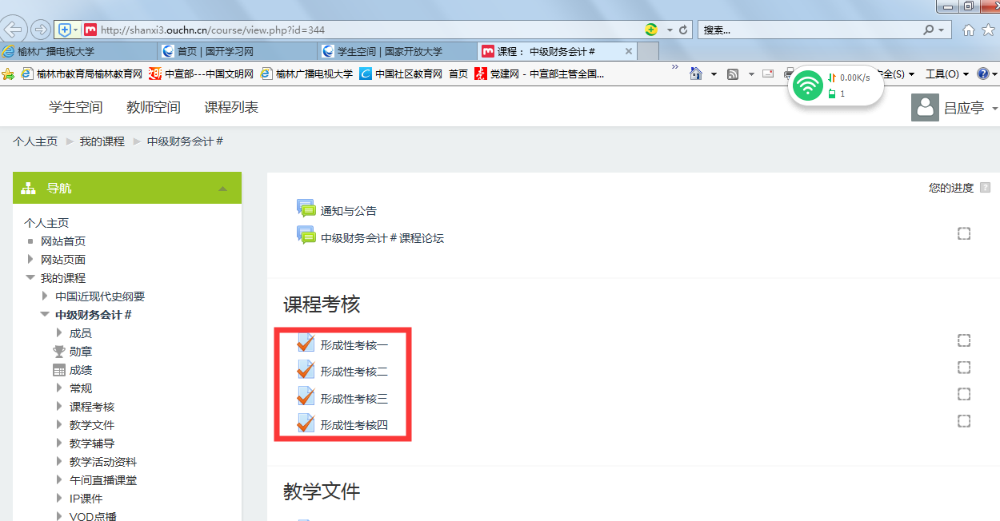 http://shanxi3.ouchn.cn/course/view.php?id=344
搜索...
榆林广播电视大学
首页 | 国开学习网
学生空间 | 国家开放大学
课程： 中级财务会计#
榆林市教育局榆林教育网 中宣部---中国文明网 榆林广播电视大学 中国社区教育网 首页 党建网 - 中宣部主管全国... 全(S) 工具(O)
0.00K/s
1
学生空间 教师空间 课程列表
吕应亭
个人主页 我的课程 中级财务会计#
导航
个人主页
网站首页
网站页面
我的课程
中国近现代史纲要
中级财务会计#
成员
勋章
成绩
常规
课程考核
教学文件
教学辅导
教学活动资料
午间直播课堂
IP课件
VOD点播
您的进度
通知与公告
中级财务会计#课程论坛
课程考核
形成性考核一
形成性考核二
形成性考核三
形成性考核四
教学文件